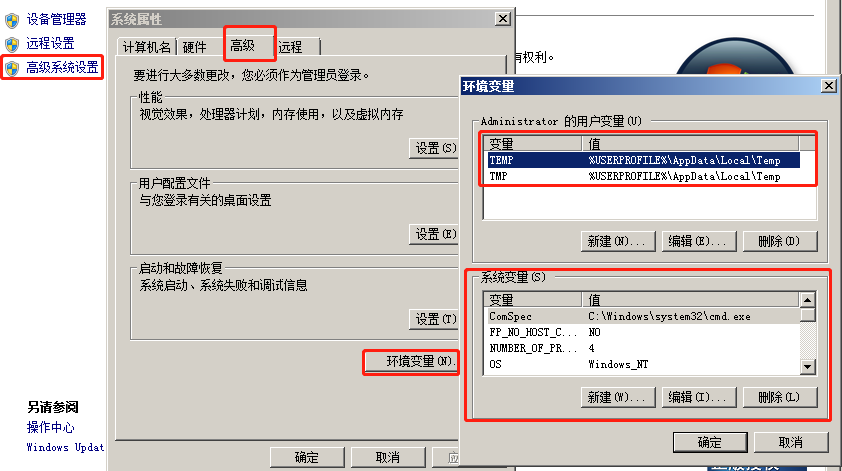 设备管理器
远程设置
高级系统设置
另请参阅
操作中心
Windows Updat
系统属性
计算机名
硬件
高级
远程
要进行大多数更改，您必须作为管理员登录。
性能
视觉效果，处理器计划，内存使用，以及虚拟内存
设置(S)
用户配置文件
与您登录有关的桌面设置
设置(E)
启动和故障恢复
系统启动、系统失败和调试信息
设置(T)
环境变量(N).
确定
取消
应
有权利。
环境变量
Administrator 的用户变量(U)
变量 值
TEMP %USERPROFILE%\AppData\Local\Temp
TMP %USERPROFILE%\AppData\Local\Temp
新建(N)...
编辑(E)...
删除(D)
系统变量(S)
变量 值
ComSpec C:\Windows\system32\cmd.exe
FP_NO_HOST_C... NO
NUMBER_OF_PR... 4
OS Windows_NT
新建(W)...
编辑(I)...
删除(L)
确定
取消